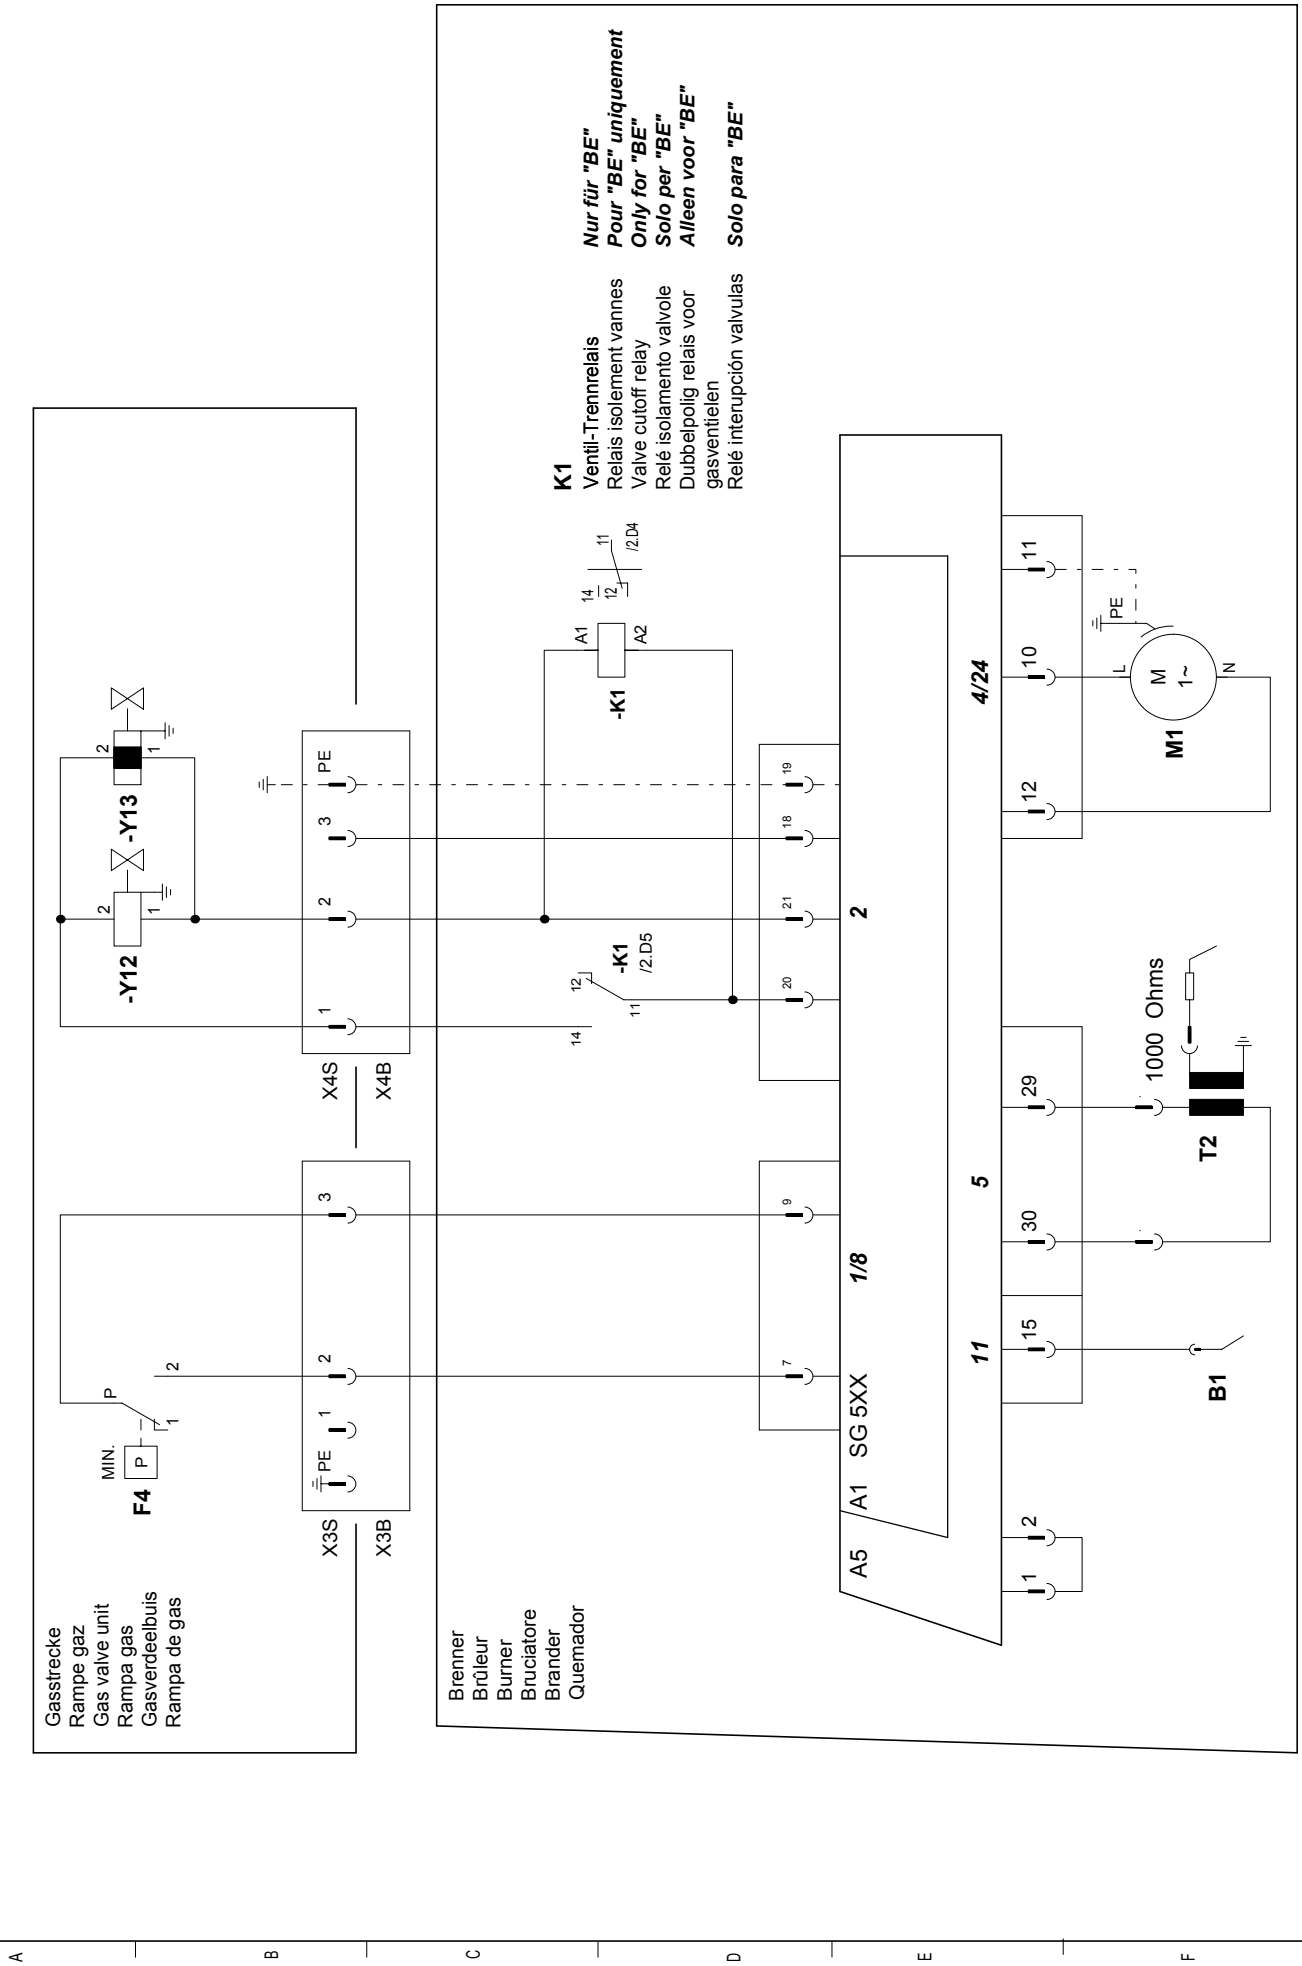 Gasstrecke
Rampe gaz
Gas valve unit
Rampa gas
Gasverdeelbuis
Rampa de gas
MIN.
P
P
1
2
F4
-Y12
2
1
-Y13
2
1
X3S
X3B
PE
1
2
3
X4S
X4B
1
2
3
PE
Brenner
Brûleur
Burner
Bruciatore
Brander
Quemador
14
12
11
-K1
/2.D5
-K1
A1
A2
14
12
11
/2.D4
K1
Ventil-Trennrelais
Nur für "BE"
Relais isolement vannes
Pour "BE" uniquement
Valve cutoff relay
Only for "BE"
Relé isolamento valvole
Solo per "BE"
Dubbelpolig relais voor
Alleen voor "BE"
gasventielen
Relé interupción valvulas
Solo para "BE"
7
9
20
21
18
19
A5
A1
SG 5XX
1/8
2
11
5
4/24
1
2
15
30
29
12
10
11
B1
T2
1000 Ohms
M1
M
1~
L
N
PE
A
B
C
D
E
F